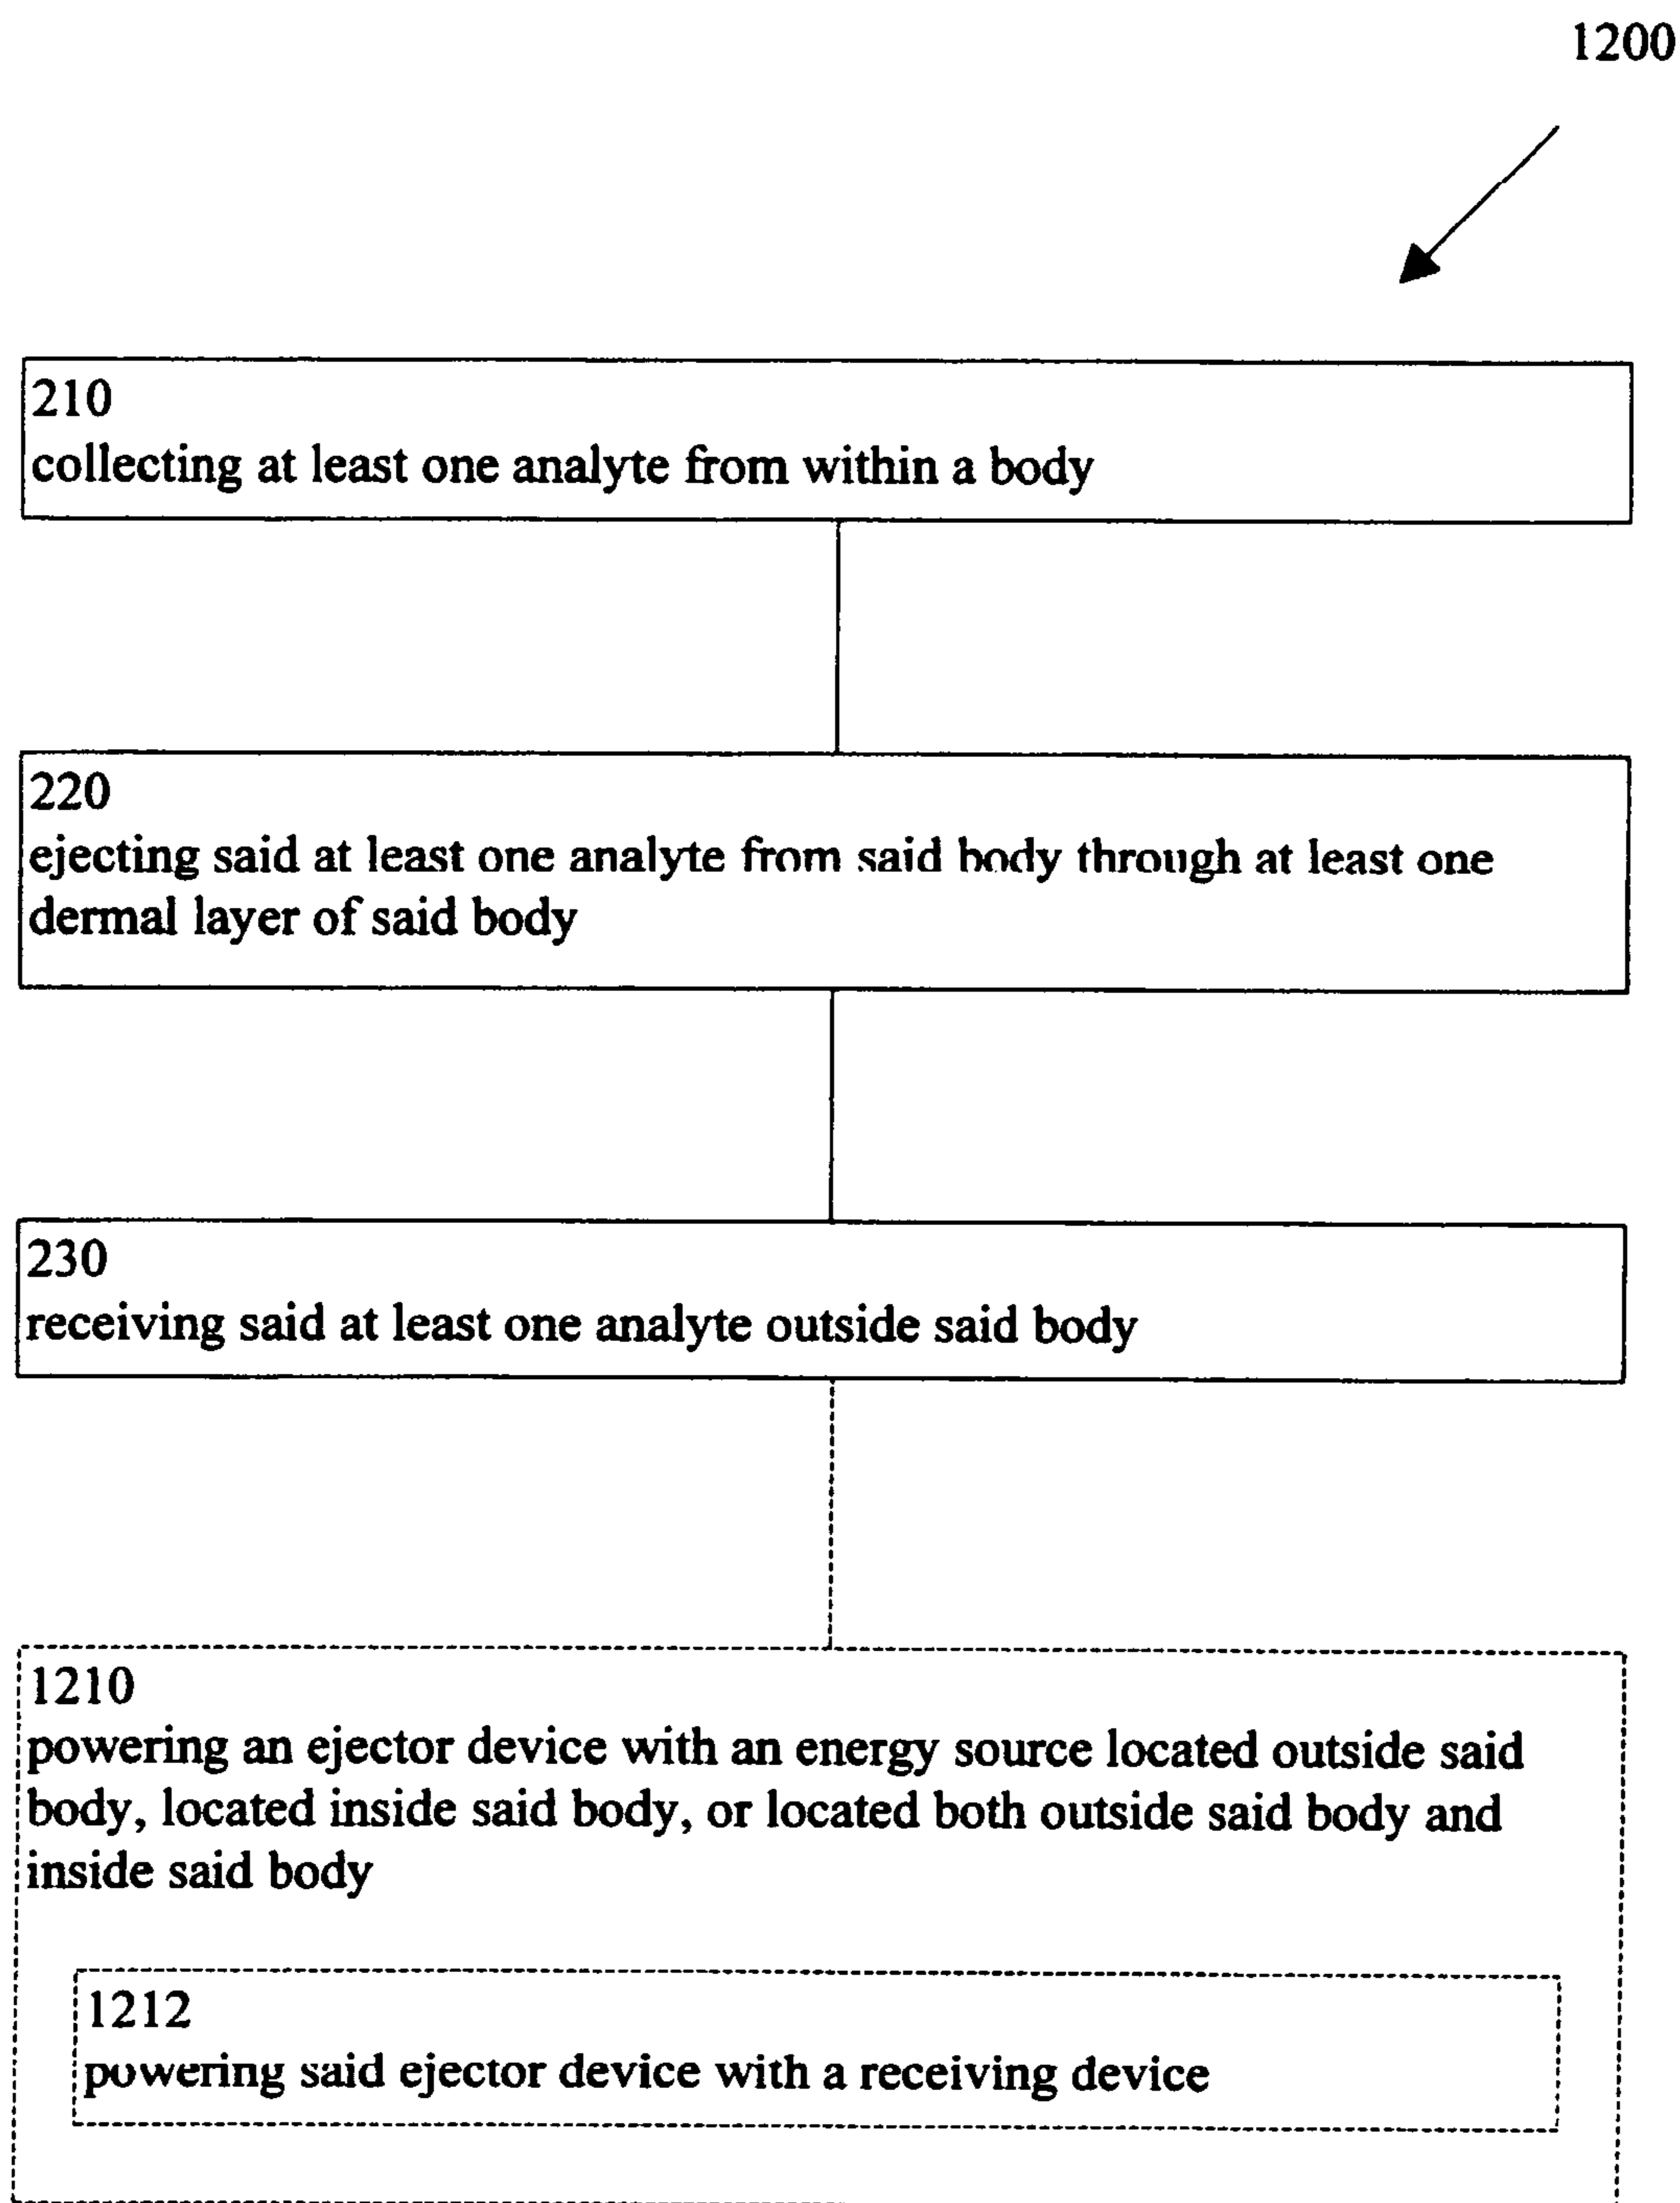 1200
210
collecting at least one analyte from within a body
220
ejecting said at least one analyte from said body through at least one
dermal layer of said body
230
receiving said at least one analyte outside said body
1210
powering an ejector device with an energy source located outside said
body, located inside said body, or located both outside said body and
inside said body
1212
powering said ejector device with a receiving device